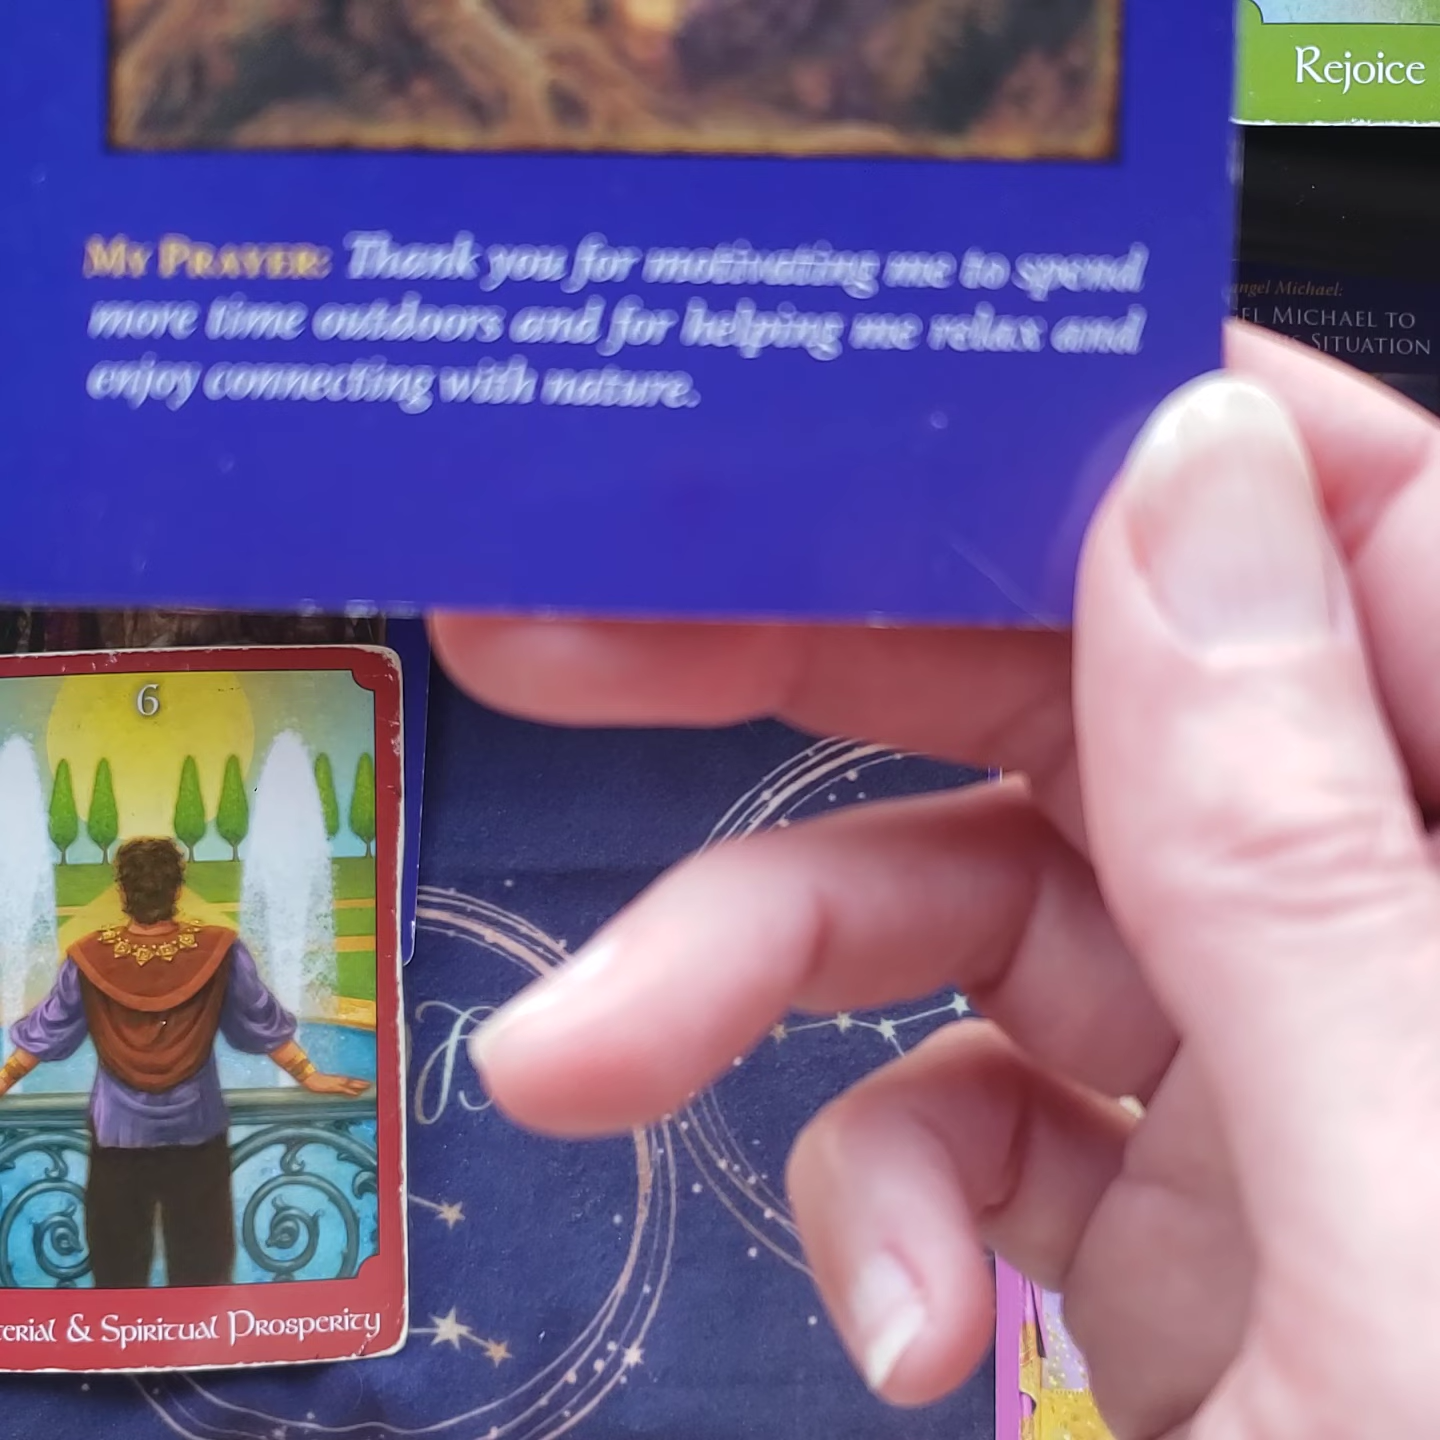 Rejoice
My Prayer: Thank you for motivating me to spend
more time outdoors and for helping me relax and
enjoy connecting with nature.
Michael:
Michael to
Situation
6
& Spiritual Prosperity